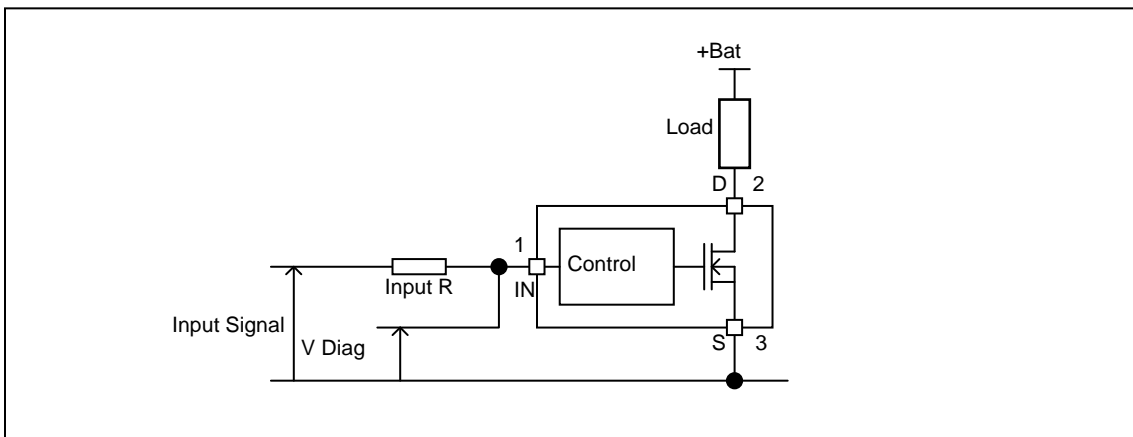 +Bat
Load
D 2
1
Control
Input R
IN
Input Signal
V Diag
S 3